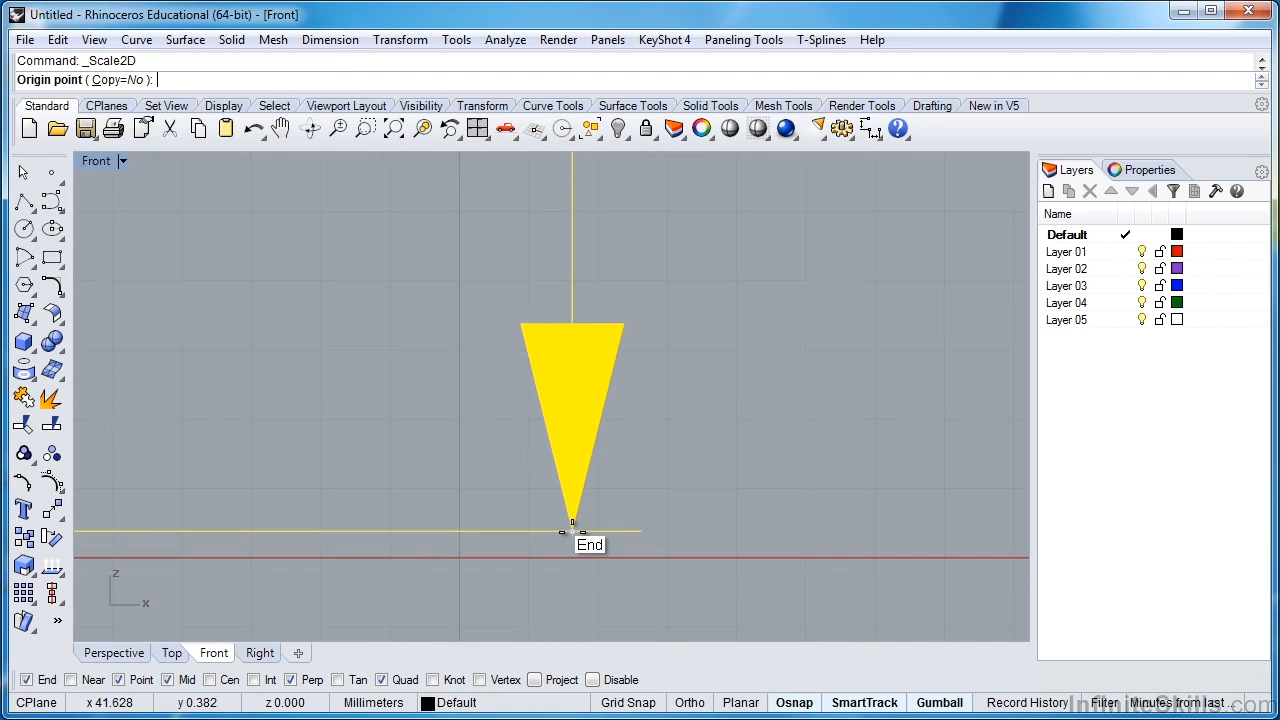 Untitled - Rhinoceros Educational (64-bit) - [Front]
File Edit View Curve Surface Solid Mesh Dimension Transform Tools Analyze Render Panels KeyShot 4 Paneling Tools T-Splines Help
Command: _Scale2D
Origin point ( Copy=No ):
Standard CPlanes Set View Display Select Viewport Layout Visibility Transform Curve Tools Surface Tools Solid Tools Mesh Tools Render Tools Drafting New in V5
Front
Layers Properties
Name
Default
Layer 01
Layer 02
Layer 03
Layer 04
Layer 05
End
z
x
Perspective Top Front Right
End Near Point Mid Cen Int Perp Tan Quad Knot Vertex Project Disable
CPlane x 41.628 y 0.382 z 0.000 Millimeters Default Grid Snap Ortho Planar Osnap SmartTrack Gumball Record History Filter Minutes from last...
InfiniteSkills.com